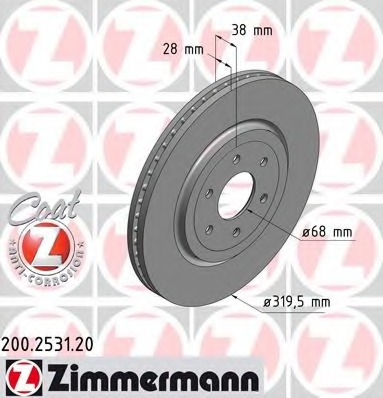 38 mm
28 mm
Coat
Z
ANTI-CORROSION
ø68 mm
ø319,5 mm
200.2531.20
Z Zimmermann